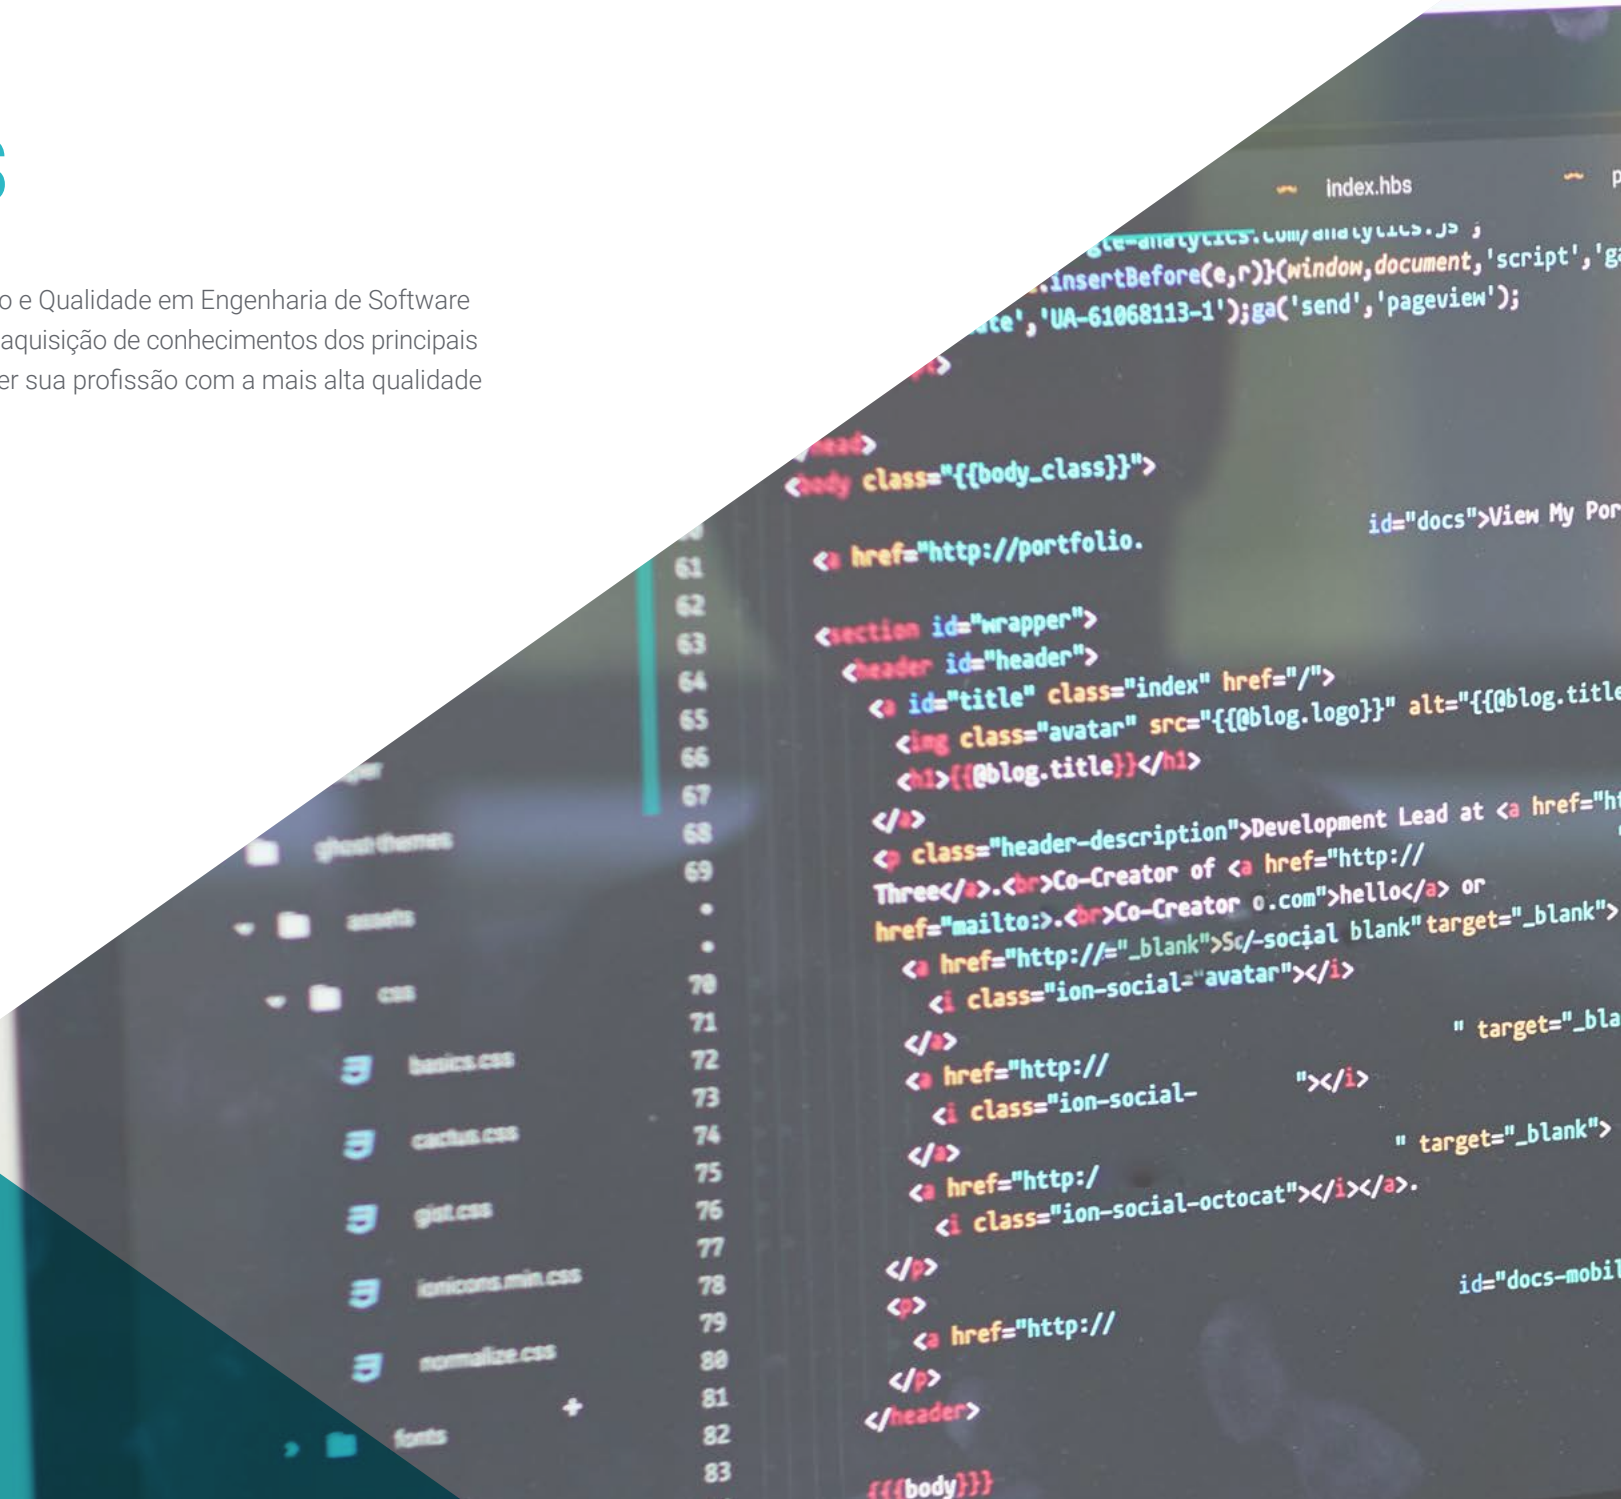 s
o e Qualidade em Engenharia de Software
aquisição de conhecimentos dos principais
er sua profissão com a mais alta qualidade
index.hbs
.insertBefore(e,r)}(window,document,'script','ga
'UA-61068113-1');ga('send','pageview');
</head>
<body class="{{body_class}}">
<a href="http://portfolio. id="docs">View My Por
61
62
63
64
65
66
67
68
69
70
71
72
73
74
75
76
77
78
79
80
81
82
83
<section id="wrapper">
<header id="header">
<a id="title" class="index" href="/">
<img class="avatar" src="{{@blog.logo}}" alt="{{@blog.title
<h1>{{@blog.title}}</h1>
</a>
<p class="header-description">Development Lead at <a href="ht
Three</a>.<br>Co-Creator of <a href="http://
href="mailto:>.<br>Co-Creator o.com">hello</a> or
<a href="http://="_blank">Sc/-social blank"target="_blank">
<i class="ion-social="avatar"></i>
</a>
" target="_bla
<a href="http://
<i class="ion-social- "></i>
</a>
" target="_blank">
<a href="http:/
<i class="ion-social-octocat"></i></a>.
</p>
<p>
id="docs-mobil
<a href="http://
</p>
</header>
{{{body}}}
ghost-themes
assets
css
basics.css
cactus.css
gist.css
ionicons.min.css
normalize.css
fonts